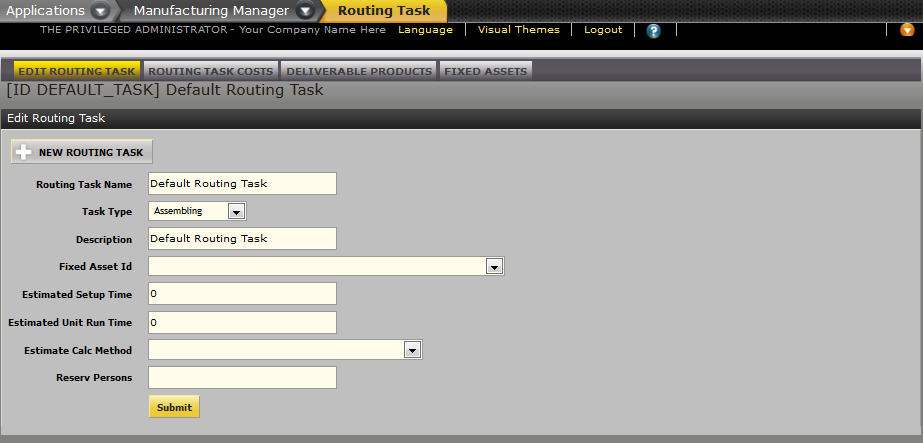 Applications Manufacturing Manager Routing Task
THE PRIVILEGED ADMINISTRATOR - Your Company Name Here Language Visual Themes Logout ?
EDIT ROUTING TASK ROUTING TASK COSTS DELIVERABLE PRODUCTS FIXED ASSETS
[ID DEFAULT_TASK] Default Routing Task
Edit Routing Task
NEW ROUTING TASK
Routing Task Name Default Routing Task
Task Type Assembling
Description Default Routing Task
Fixed Asset Id
Estimated Setup Time 0
Estimated Unit Run Time 0
Estimate Calc Method
Reserv Persons
Submit